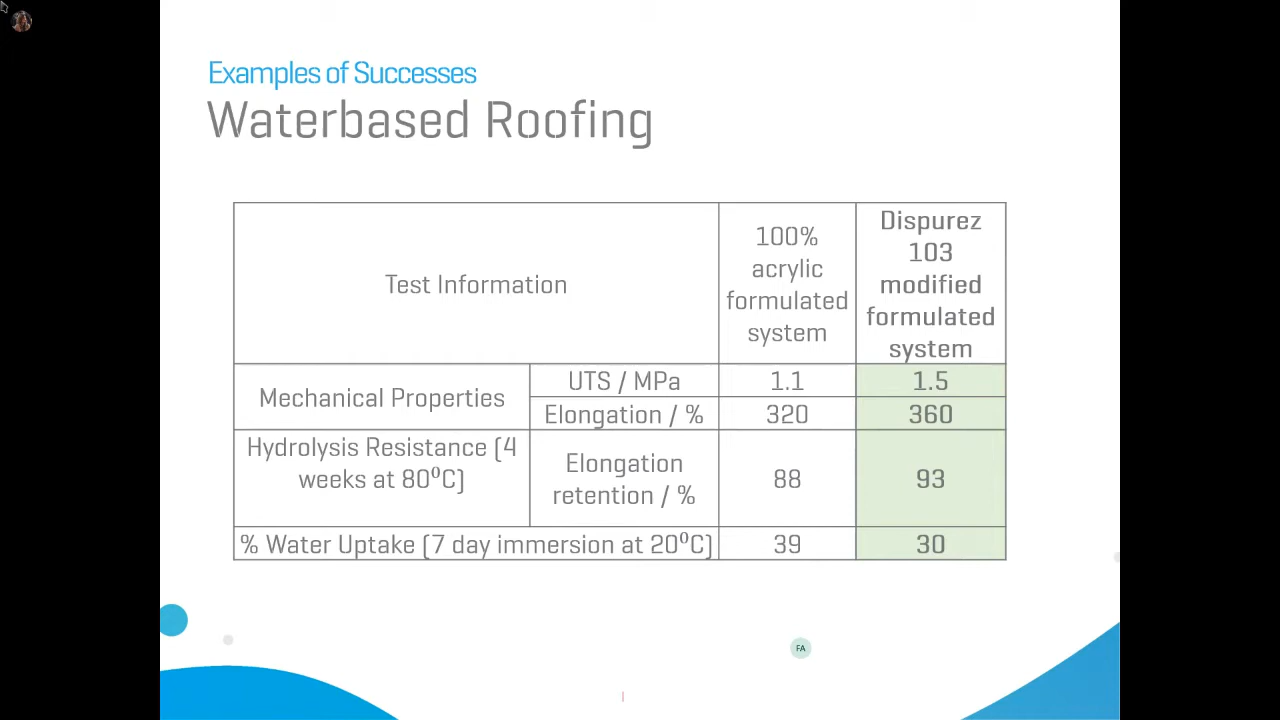 Examples of Successes
Waterbased Roofing
Test Information
100%
acrylic
formulated
system
Dispurez
103
modified
formulated
system
Mechanical Properties
UTS / MPa
1.1
1.5
Elongation / %
320
360
Hydrolysis Resistance (4
weeks at 80⁰C)
Elongation
retention / %
88
93
% Water Uptake (7 day immersion at 20⁰C)
39
30
FA